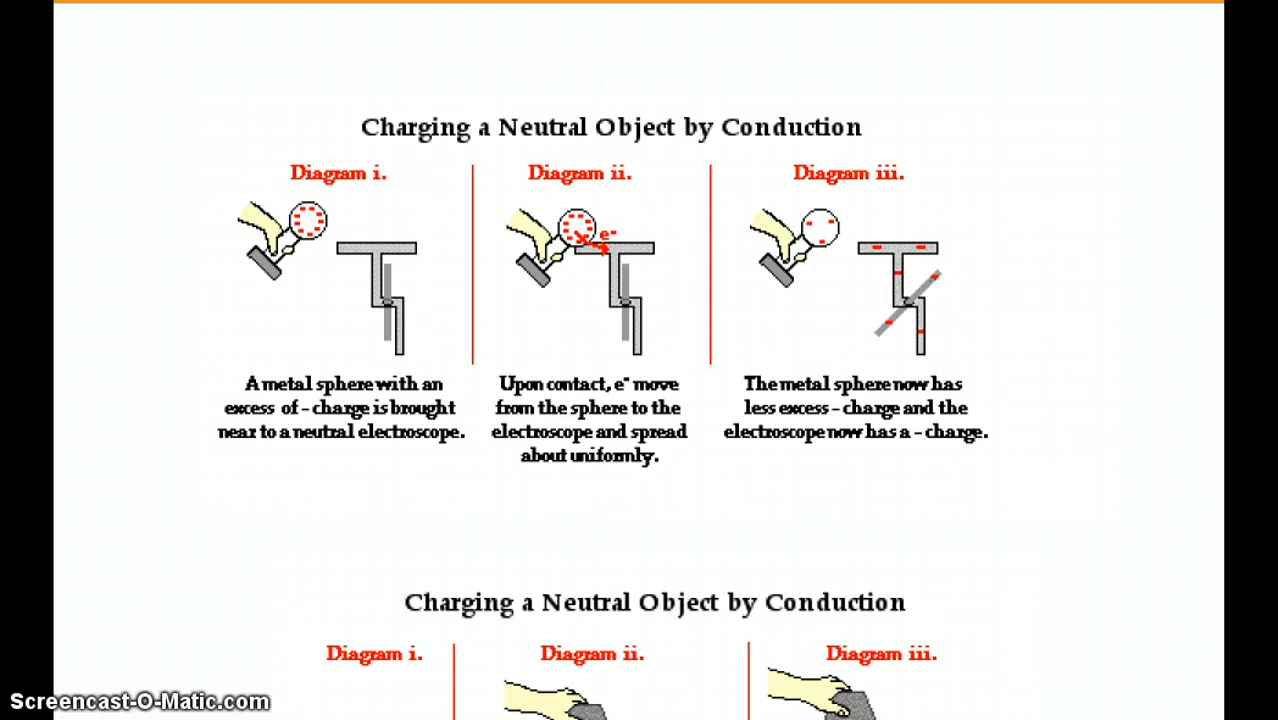 Charging a Neutral Object by Conduction
Diagram i.
Diagram ii.
Diagram iii.
e-
A metal sphere with an
excess of - charge is brought
near to a neutral electroscope.
Upon contact, e- move
from the sphere to the
electroscope and spread
about uniformly.
The metal sphere now has
less excess - charge and the
electroscope now has a - charge.
Charging a Neutral Object by Conduction
Diagram i.
Diagram ii.
Diagram iii.
Screencast-O-Matic.com